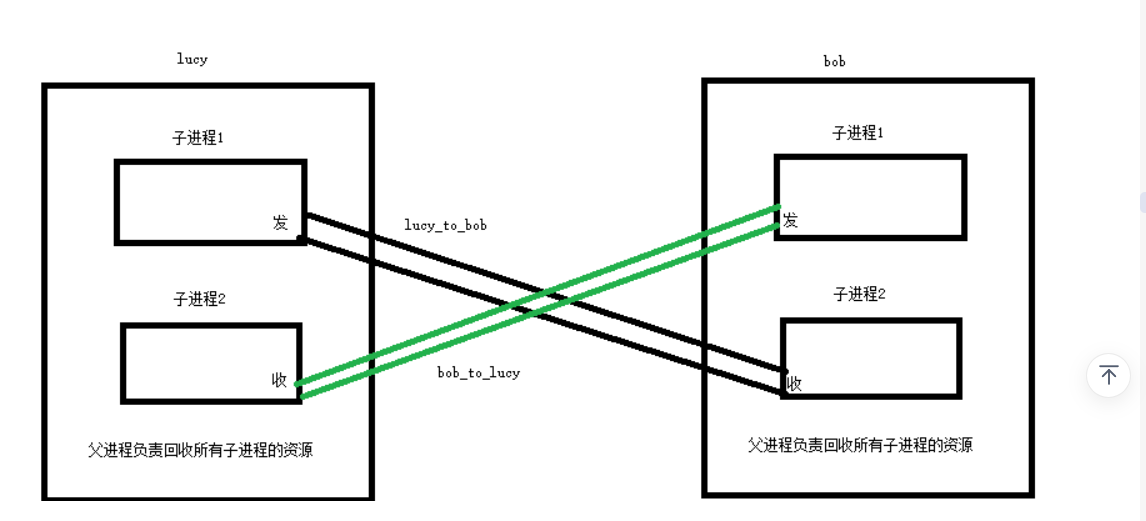 lucy
子进程1
发
子进程2
收
父进程负责回收所有子进程的资源
lucy_to_bob
bob_to_lucy
bob
子进程1
发
子进程2
收
父进程负责回收所有子进程的资源